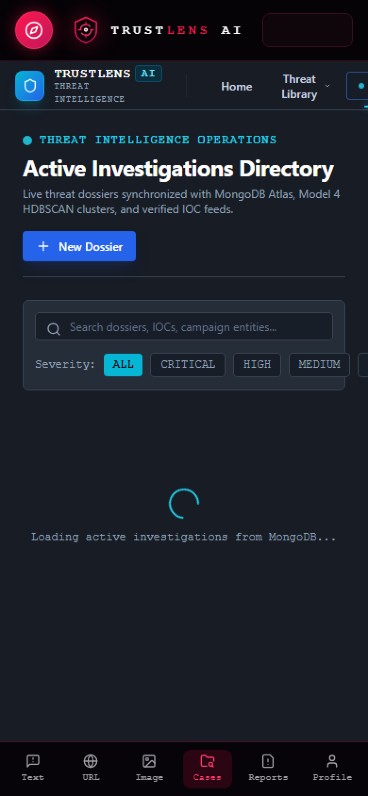 TRUSTLENS AI
TRUSTLENS AI
THREAT
INTELLIGENCE
Home
Threat
Library
THREAT INTELLIGENCE OPERATIONS
Active Investigations Directory
Live threat dossiers synchronized with MongoDB Atlas, Model 4
HDBSCAN clusters, and verified IOC feeds.
+ New Dossier
Search dossiers, IOCs, campaign entities...
Severity: ALL CRITICAL HIGH MEDIUM
Loading active investigations from MongoDB...
Text URL Image Cases Reports Profile